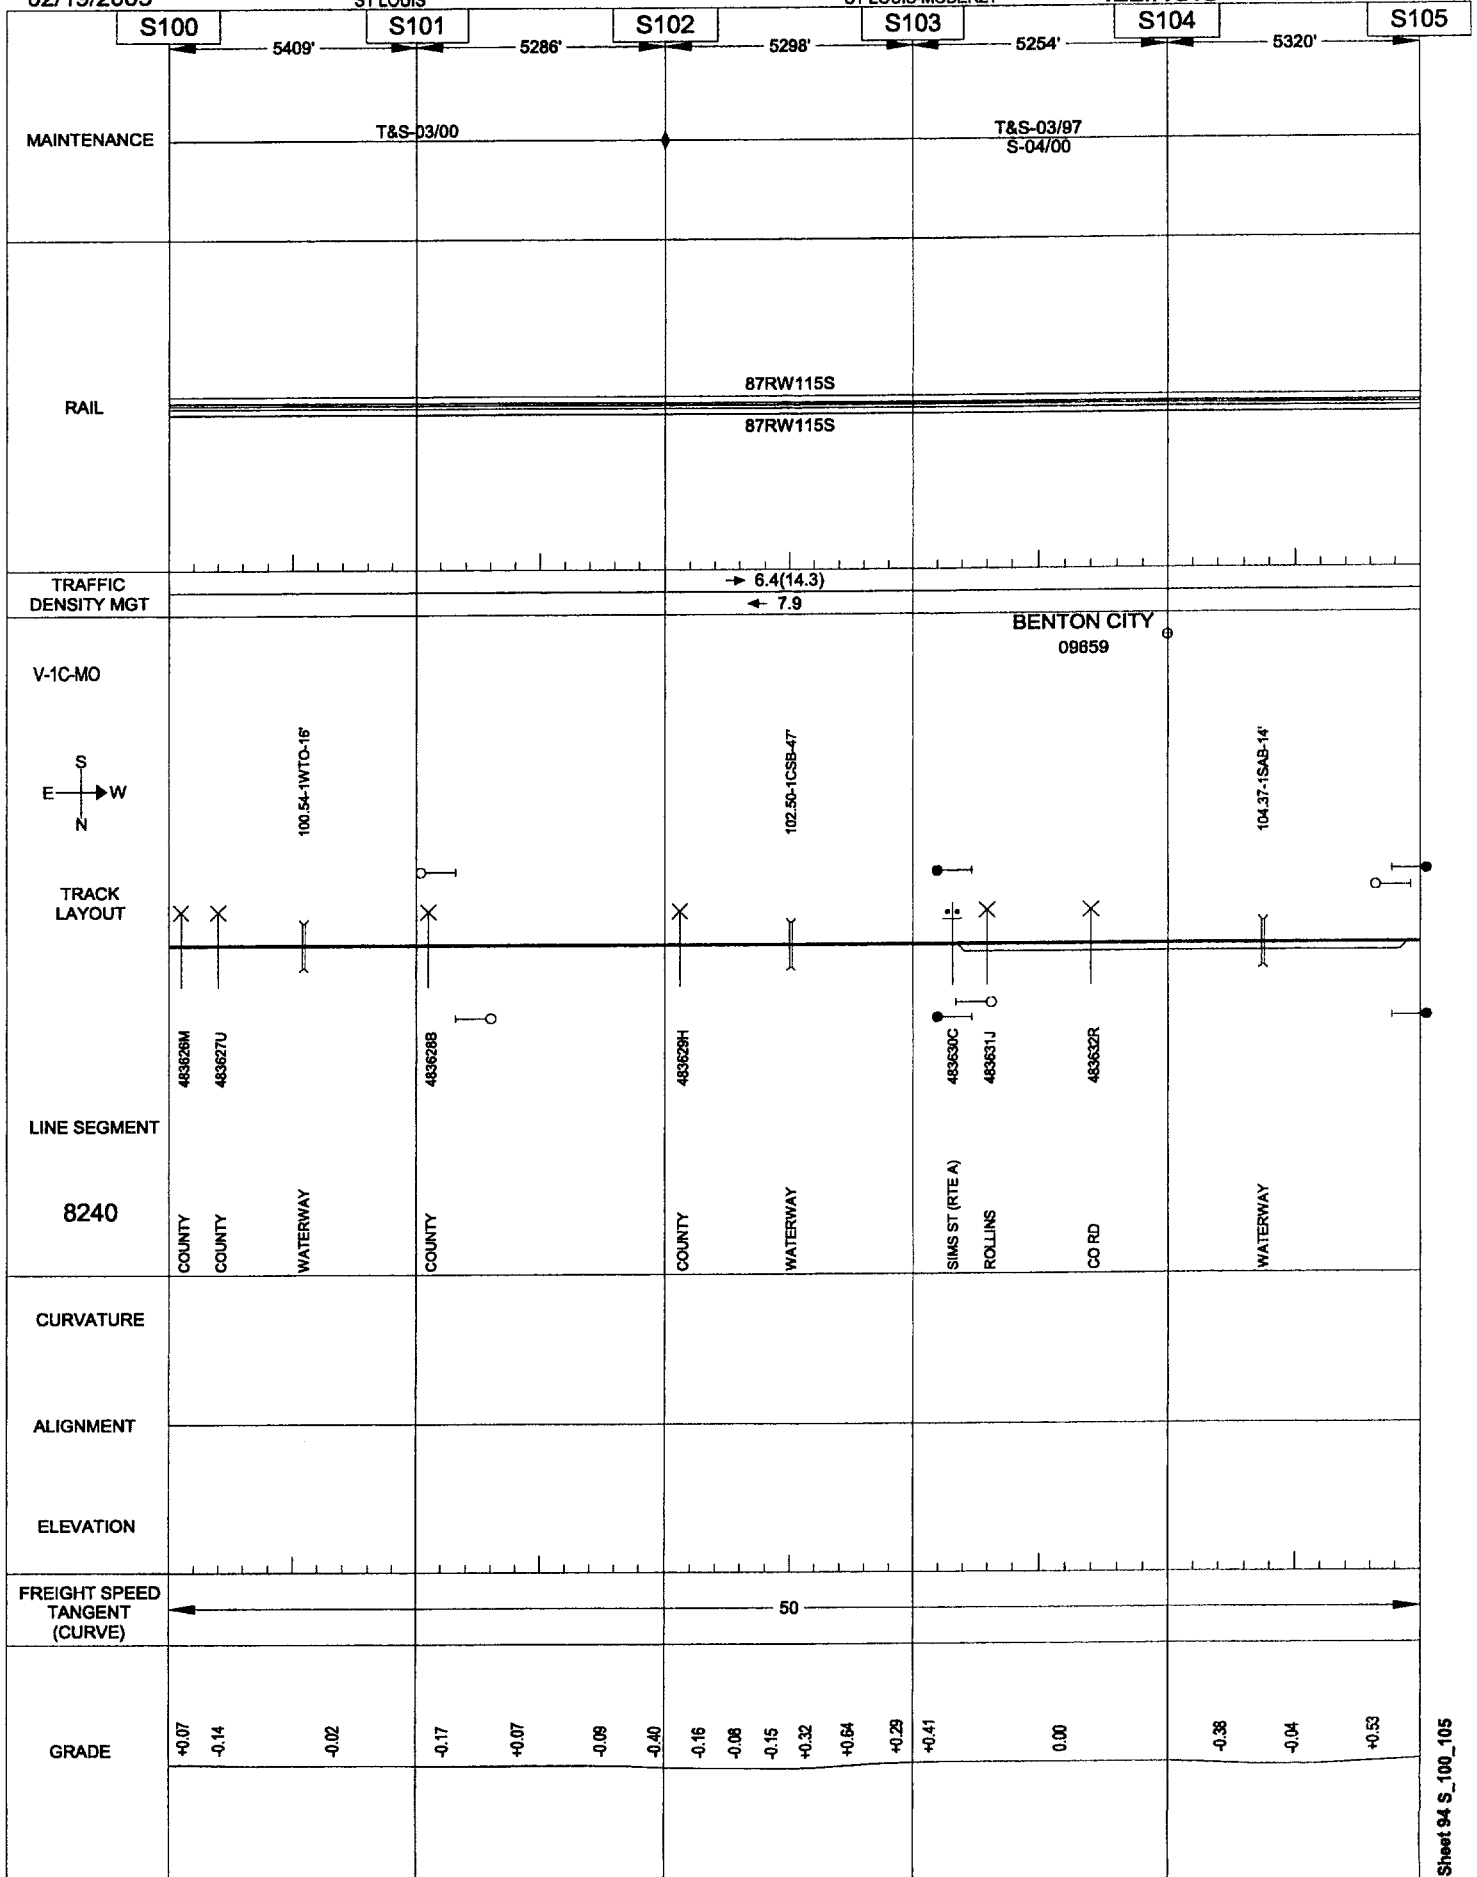 S100 S101 S102 S103 S104 S105
5409' 5286' 5298' 5254' 5320'
MAINTENANCE
T&S-03/00
T&S-03/97
S-04/00
RAIL
87RW115S
87RW115S
TRAFFIC
DENSITY MGT
6.4(14.3)
7.9
BENTON CITY
09659
V-1C-MO
S
E W
N
100.54-1WTO-16'
102.50-1CSB-47'
104.37-1SAB-14'
TRACK
LAYOUT
483626M
483627U
483628B
483629H
483630C
483631J
483632R
LINE SEGMENT
8240
COUNTY
COUNTY
WATERWAY
COUNTY
COUNTY
WATERWAY
SIMS ST (RTE A)
ROLLINS
CO RD
WATERWAY
CURVATURE
ALIGNMENT
ELEVATION
FREIGHT SPEED
TANGENT
(CURVE)
50
GRADE
+0.07
-0.14
-0.02
-0.17
+0.07
-0.09
-0.40
-0.16
-0.08
-0.15
+0.32
+0.64
+0.29
+0.41
0.00
-0.38
-0.04
+0.53
Sheet 94 S_100_105